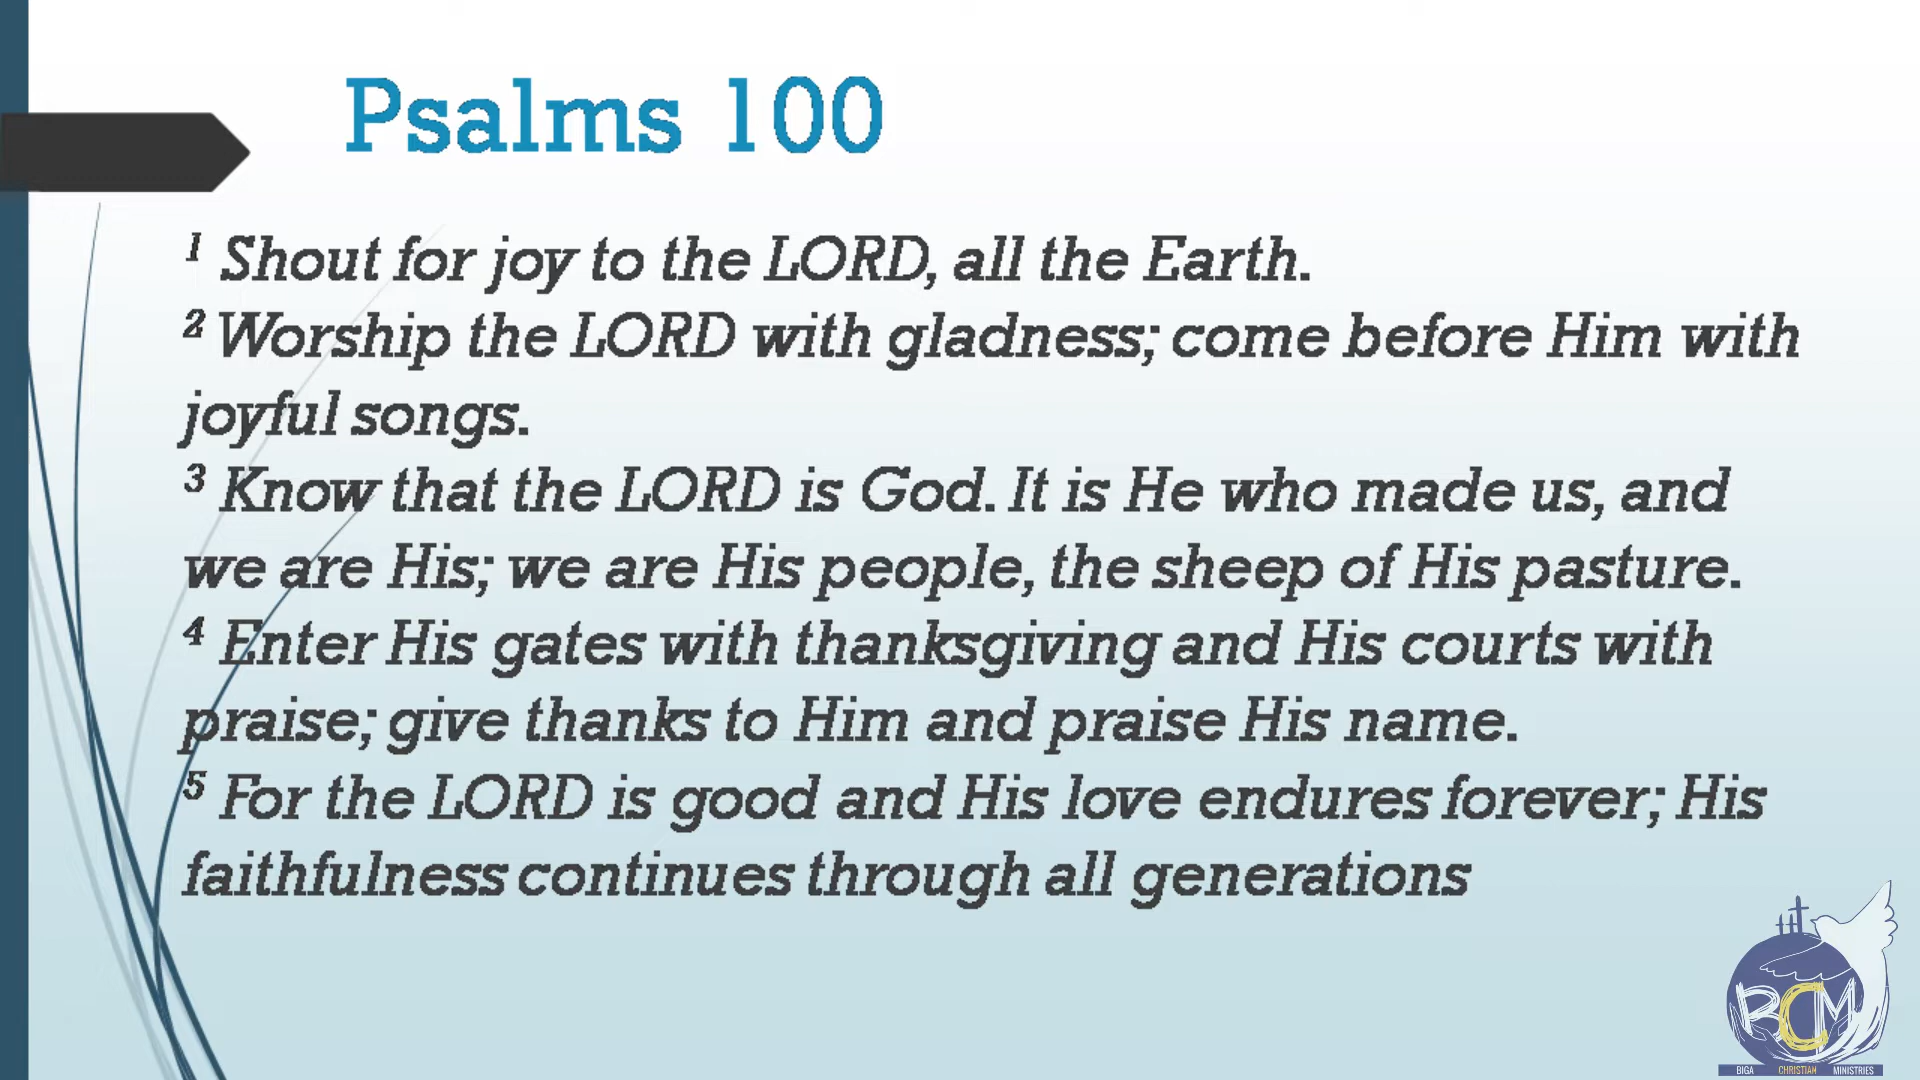 Psalms 100
1 Shout for joy to the LORD, all the Earth.
2 Worship the LORD with gladness; come before Him with
joyful songs.
3 Know that the LORD is God. It is He who made us, and
we are His; we are His people, the sheep of His pasture.
4 Enter His gates with thanksgiving and His courts with
praise; give thanks to Him and praise His name.
5 For the LORD is good and His love endures forever; His
faithfulness continues through all generations
BCM
BIGA CHRISTIAN MINISTRIES